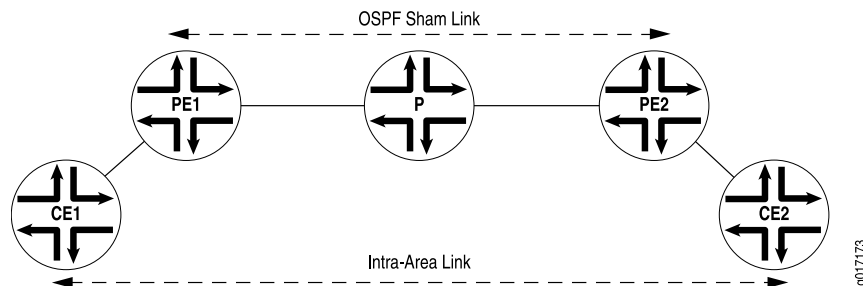 OSPF Sham Link
PE1
P
PE2
CE1
CE2
Intra-Area Link
g017173